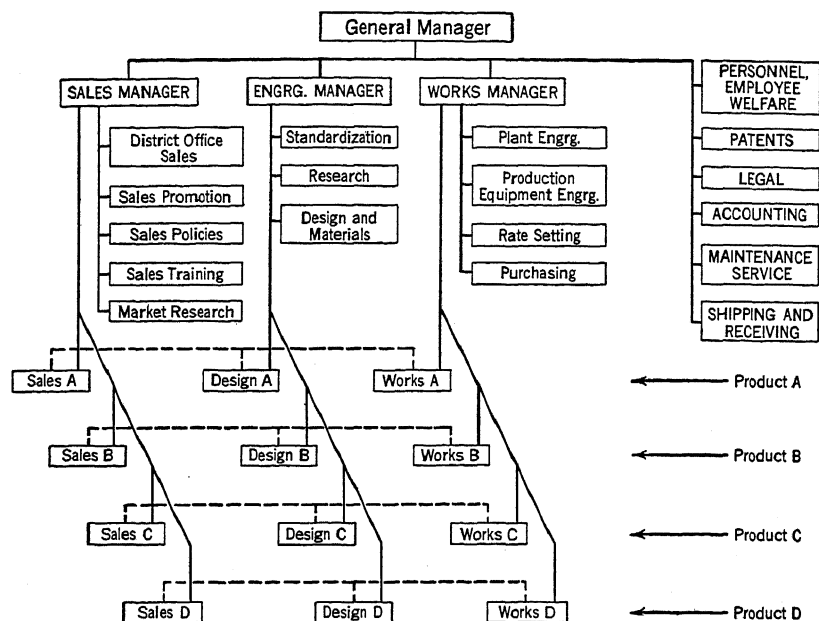 General Manager
SALES MANAGER
ENGRG. MANAGER
WORKS MANAGER
PERSONNEL,
EMPLOYEE
WELFARE
District Office
Sales
Sales Promotion
Sales Policies
Sales Training
Market Research
Standardization
Research
Design and
Materials
Plant Engrg.
Production
Equipment Engrg.
Rate Setting
Purchasing
PATENTS
LEGAL
ACCOUNTING
MAINTENANCE
SERVICE
SHIPPING AND
RECEIVING
Sales A
Design A
Works A
Product A
Sales B
Design B
Works B
Product B
Sales C
Design C
Works C
Product C
Sales D
Design D
Works D
Product D